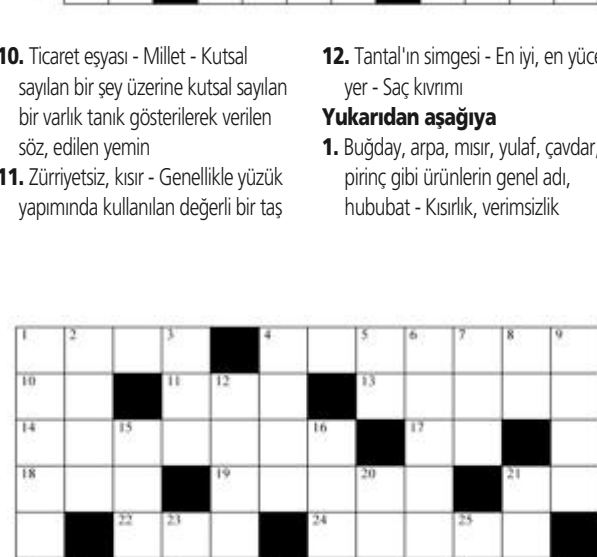 10. Ticaret eşyası - Millet - Kutsal
sayılan bir şey üzerine kutsal sayılan
bir varlık tanık gösterilerek verilen
söz, edilen yemin
11. Zürriyetsiz, kısır - Genellikle yüzük
yapımında kullanılan değerli bir taş
12. Tantal'ın simgesi - En iyi, en yüce
yer - Saç kıvrımı
Yukarıdan aşağıya
1. Buğday, arpa, mısır, yulaf, çavdar,
pirinç gibi ürünlerin genel adı,
hububat - Kısırlık, verimsizlik
1 2 3 4 5 6 7 8 9
10 11 12 13
14 15 16 17
18 19 20 21
22 23 24 25